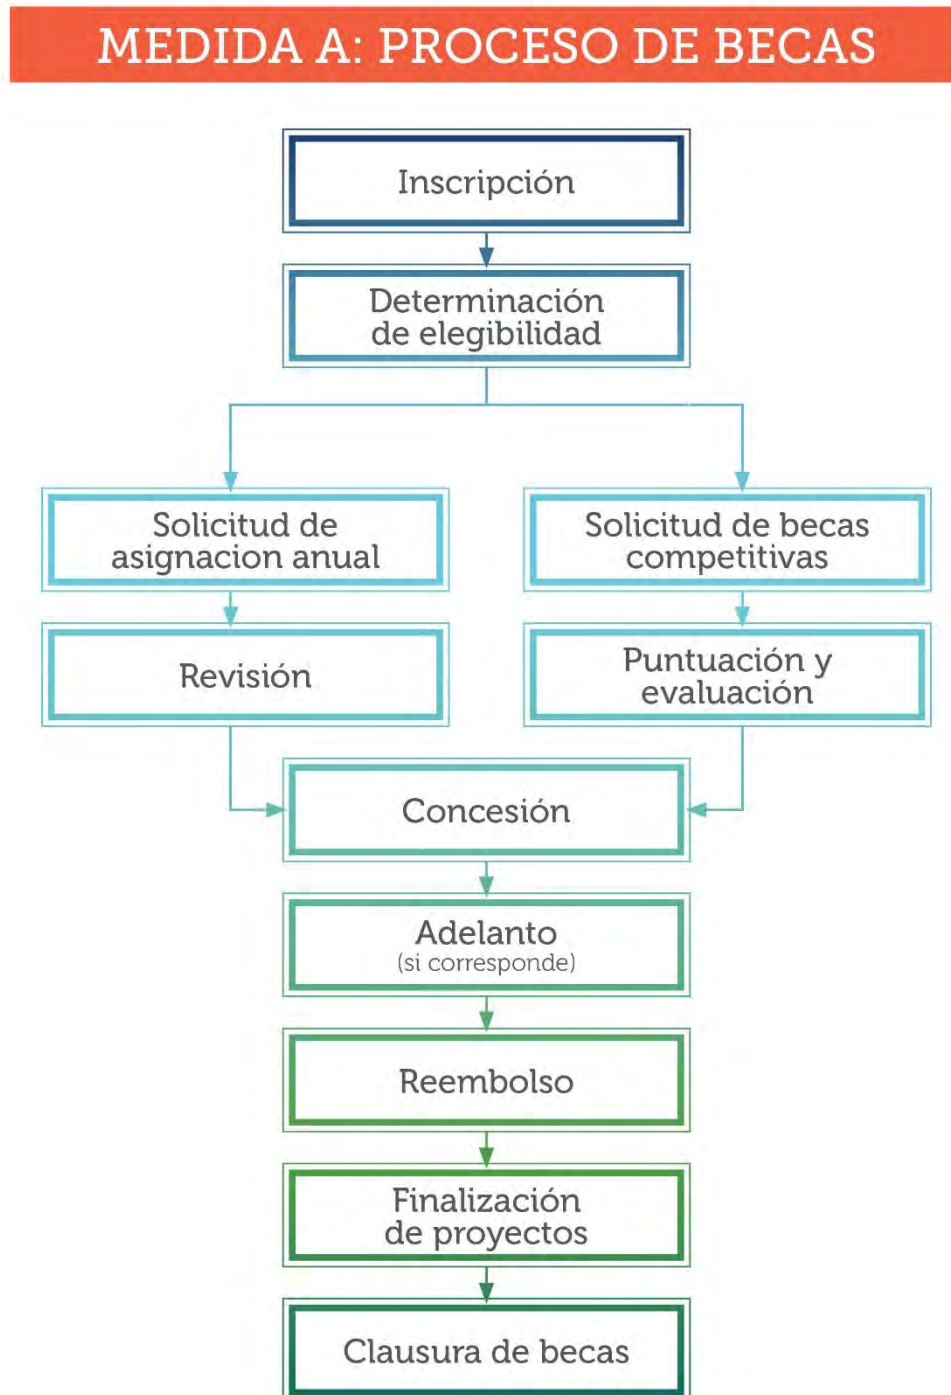 MEDIDA A: PROCESO DE BECAS
Inscripción
Determinación
de elegibilidad
Solicitud de
asignacion anual
Solicitud de becas
competitivas
Revisión
Puntuación y
evaluación
Concesión
Adelanto
(si corresponde)
Reembolso
Finalización
de proyectos
Clausura de becas